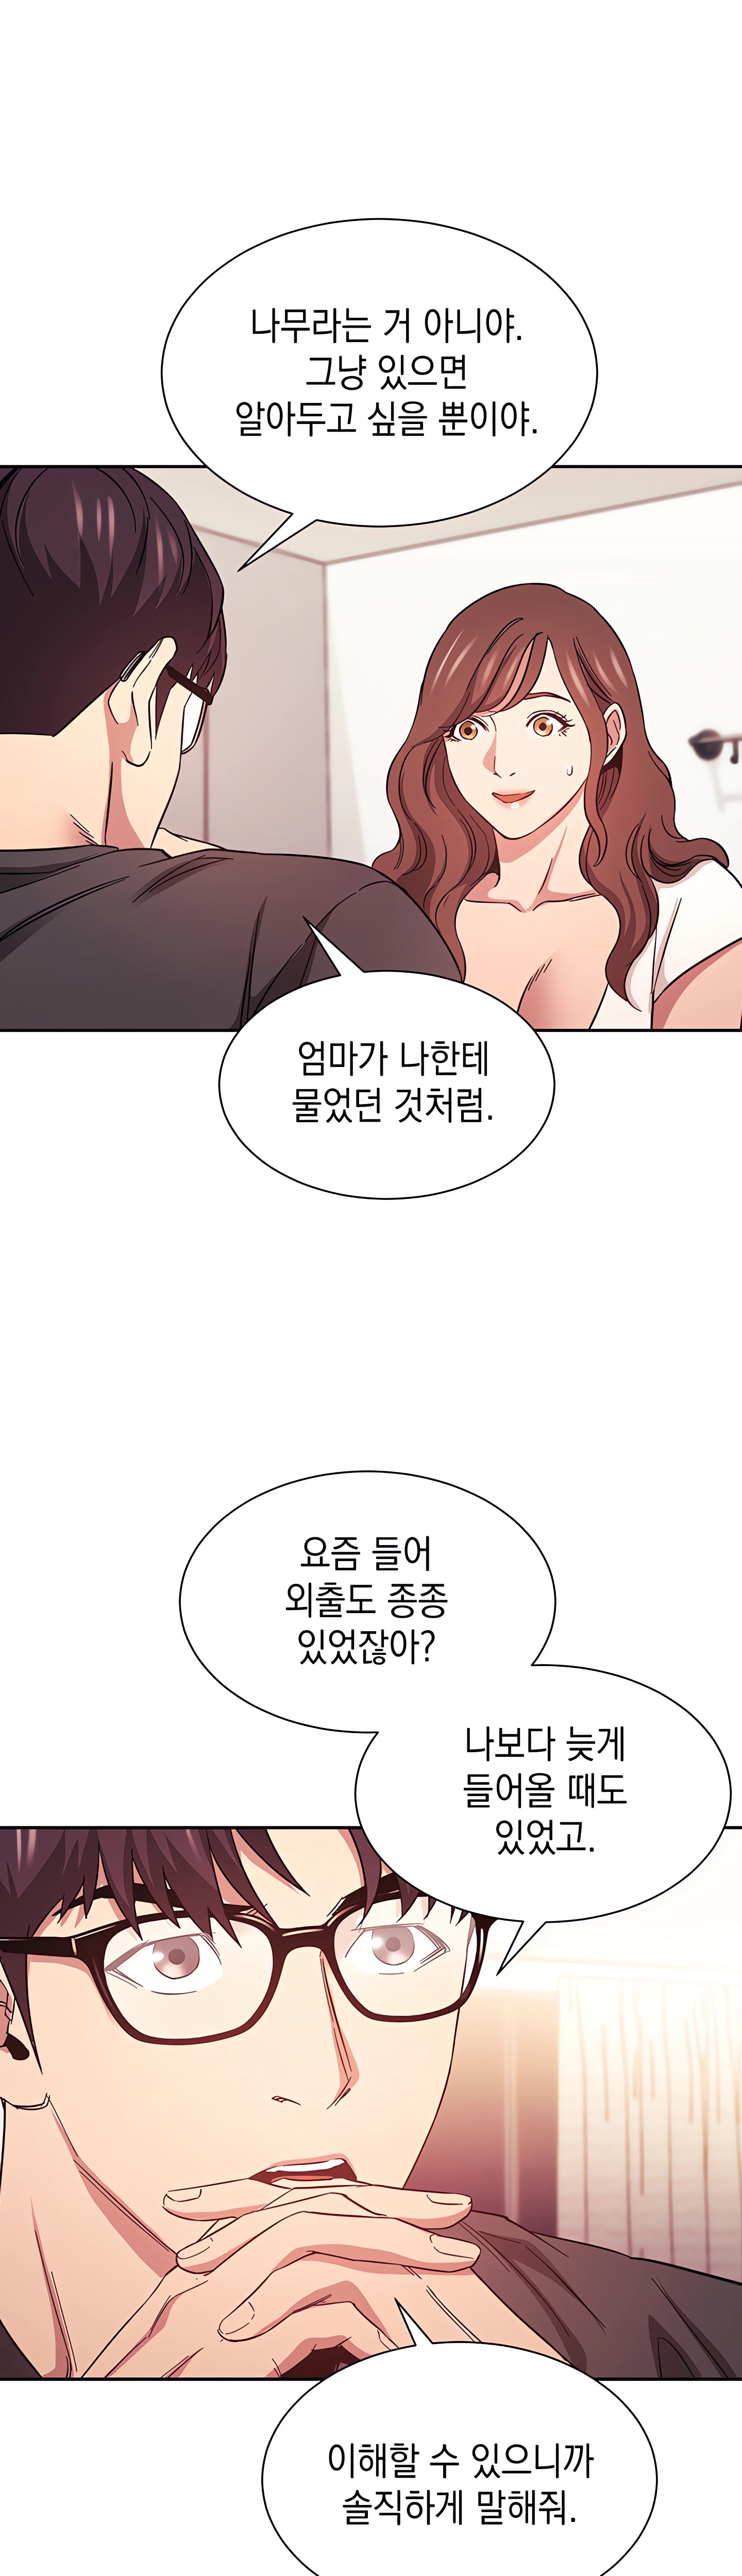 나무라는 거 아니야.
그냥 있으면
알아두고 싶을 뿐이야.
엄마가 나한테
물었던 것처럼.
요즘 들어
외출도 종종
있었잖아?
나보다 늦게
들어올 때도
있었고.
이해할 수 있으니까
솔직하게 말해줘.